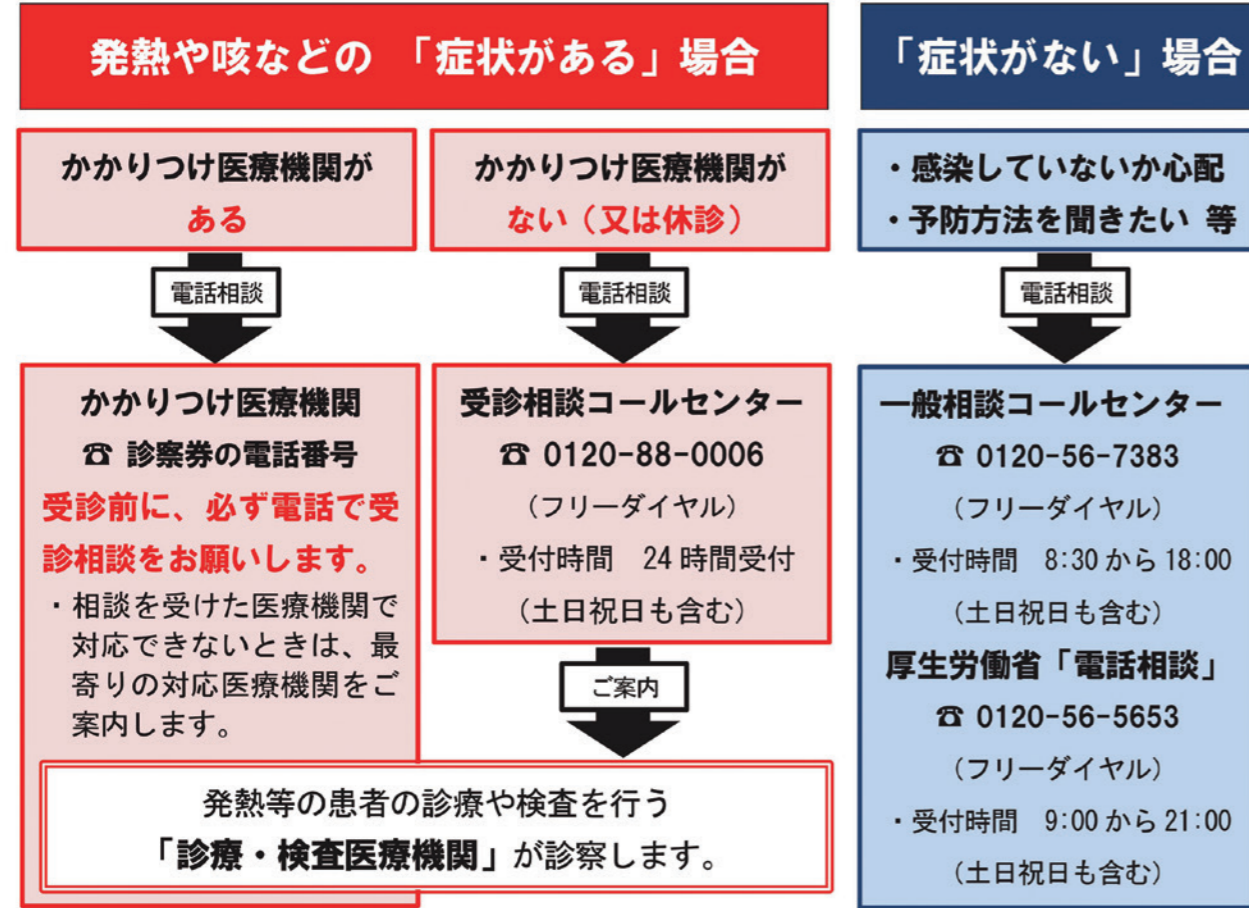 発熱や咳などの 「症状がある」場合
かかりつけ医療機関が
ある
電話相談
かかりつけ医療機関
☎ 診察券の電話番号
受診前に、必ず電話で受
診相談をお願いします。
・相談を受けた医療機関で
対応できないときは、最
寄りの対応医療機関をご
案内します。
かかりつけ医療機関が
ない（又は休診）
電話相談
受診相談コールセンター
☎ 0120-88-0006
（フリーダイヤル）
・受付時間　24時間受付
（土日祝日も含む）
ご案内
発熱等の患者の診療や検査を行う
「診療・検査医療機関」が診察します。
「症状がない」場合
・感染していないか心配
・予防方法を聞きたい 等
電話相談
一般相談コールセンター
☎ 0120-56-7383
（フリーダイヤル）
・受付時間　8:30から18:00
（土日祝日も含む）
厚生労働省「電話相談」
☎ 0120-56-5653
（フリーダイヤル）
・受付時間　9:00から21:00
（土日祝日も含む）